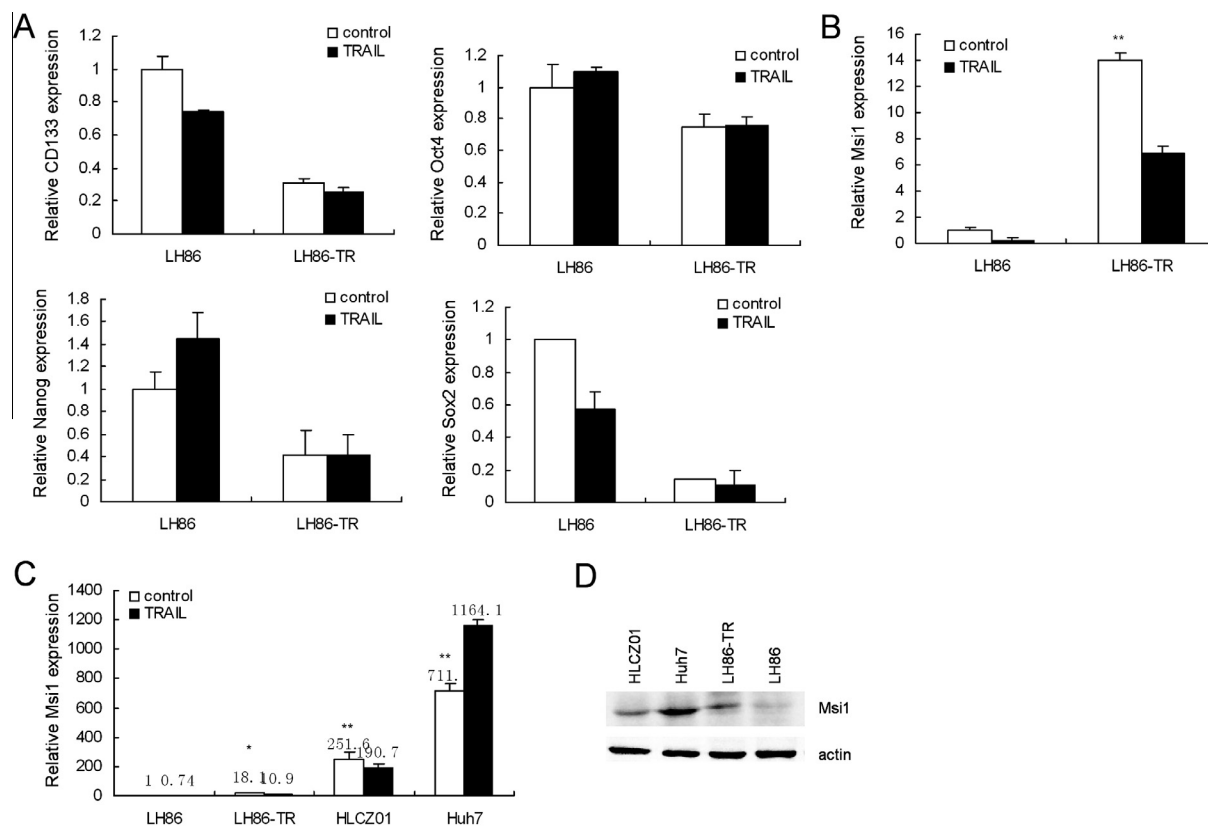 A
Relative CD133 expression
1.2
1
0.8
0.6
0.4
0.2
0
control
TRAIL
LH86
LH86-TR
Relative Oct4 expression
1.2
1
0.8
0.6
0.4
0.2
0
control
TRAIL
LH86
LH86-TR
B
Relative Msi1 expression
16
14
12
10
8
6
4
2
0
control
TRAIL
**
LH86
LH86-TR
Relative Nanog expression
1.8
1.6
1.4
1.2
1
0.8
0.6
0.4
0.2
0
control
TRAIL
LH86
LH86-TR
Relative Sox2 expression
1.2
1
0.8
0.6
0.4
0.2
0
control
TRAIL
LH86
LH86-TR
C
Relative Msi1 expression
1400
1200
1000
800
600
400
200
0
control
TRAIL
1 0.74
*
18.1 10.9
**
251.6 190.7
**
711.
1164.1
LH86
LH86-TR
HLCZ01
Huh7
D
HLCZ01
Huh7
LH86-TR
LH86
Msi1
actin